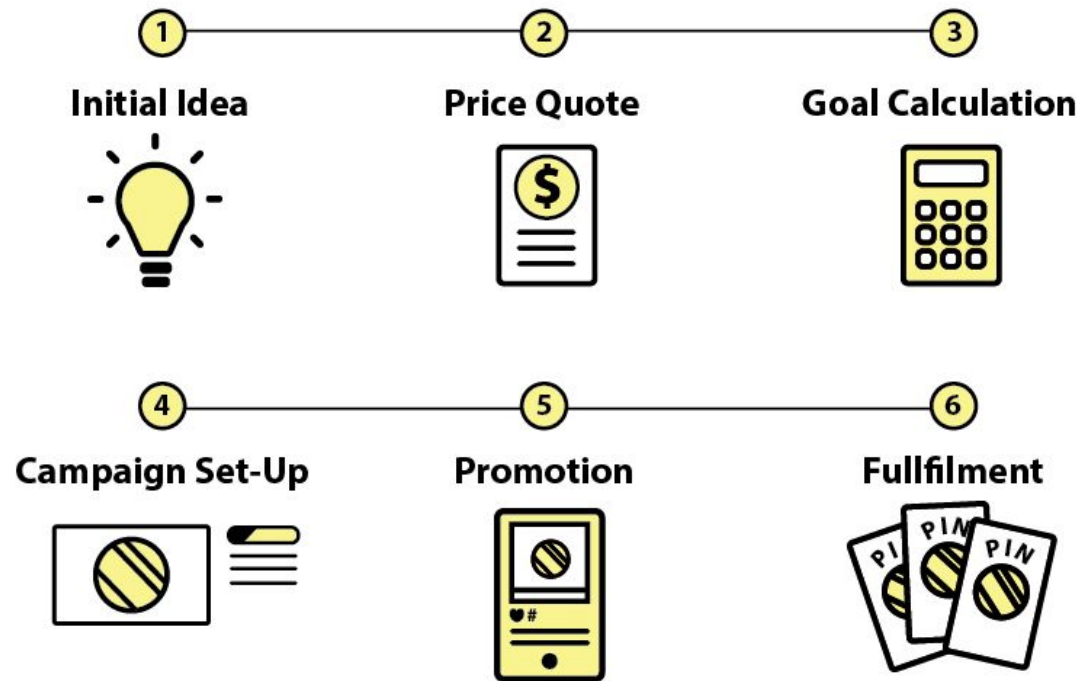 1
2
3
Initial Idea
Price Quote
Goal Calculation
$
4
5
6
Campaign Set-Up
Promotion
Fullfilment
#
PIN
PIN
PIN